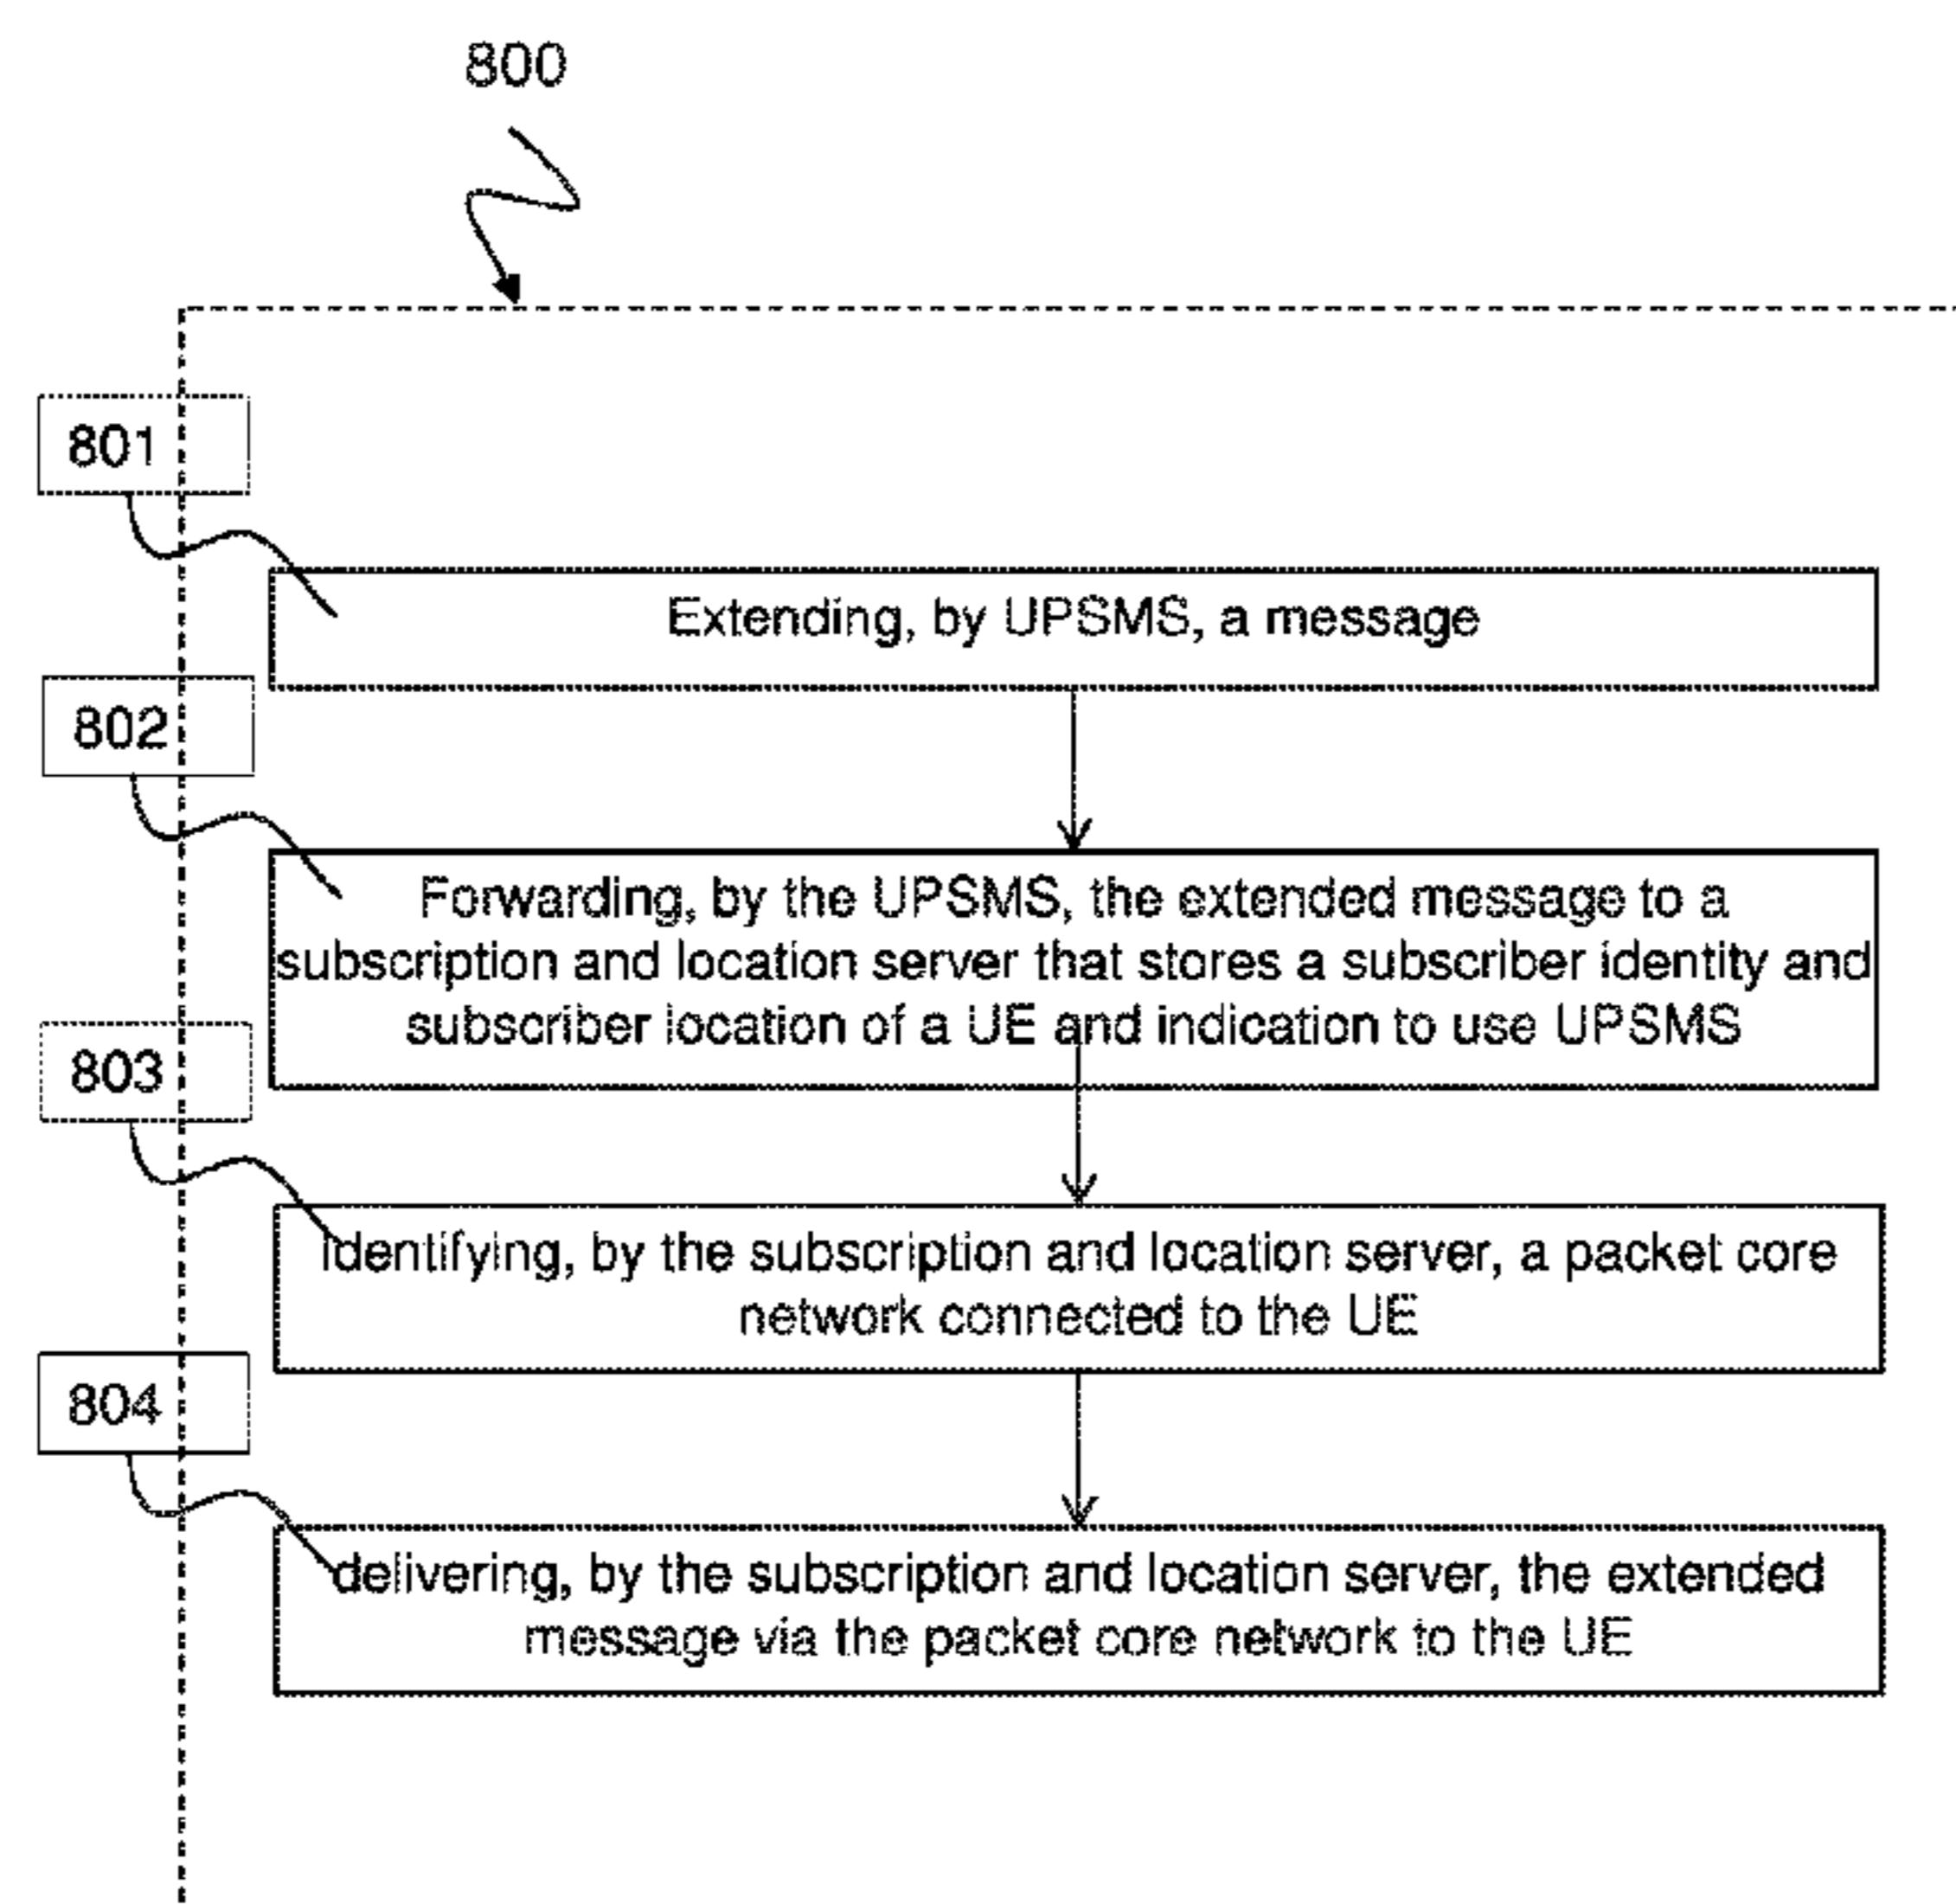 800
801
Extending, by UPSMS, a message
802
Forwarding, by the UPSMS, the extended message to a
subscription and location server that stores a subscriber identity and
subscriber location of a UE and indication to use UPSMS
803
identifying, by the subscription and location server, a packet core
network connected to the UE
804
delivering, by the subscription and location server, the extended
message via the packet core network to the UE